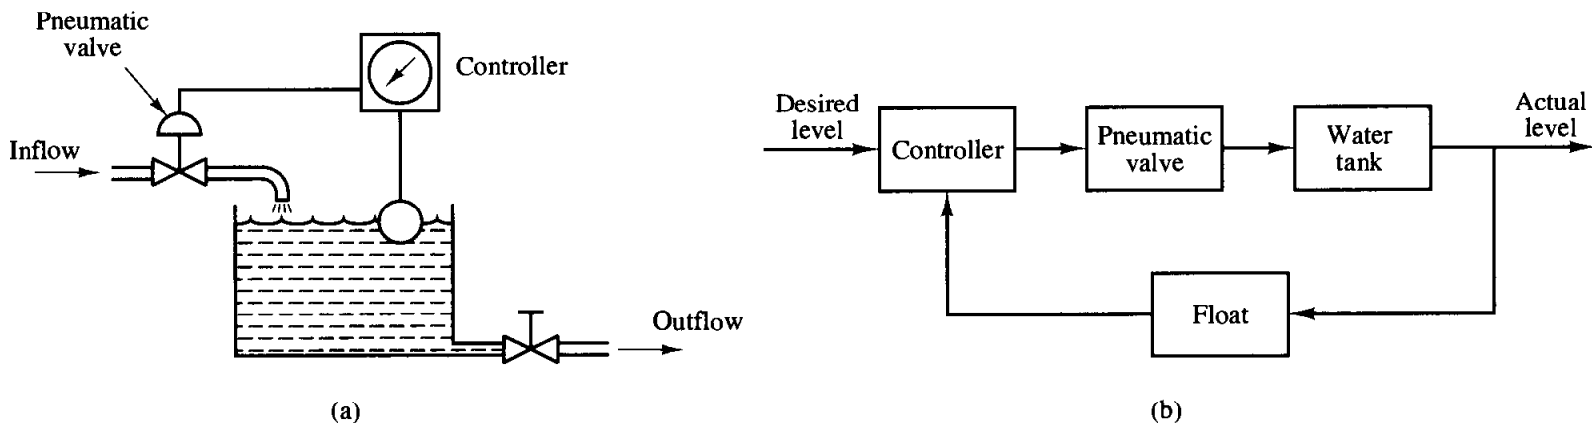 Pneumatic
valve
Controller
Inflow
Outflow
(a)
Desired
level
Controller
Pneumatic
valve
Water
tank
Actual
level
Float
(b)